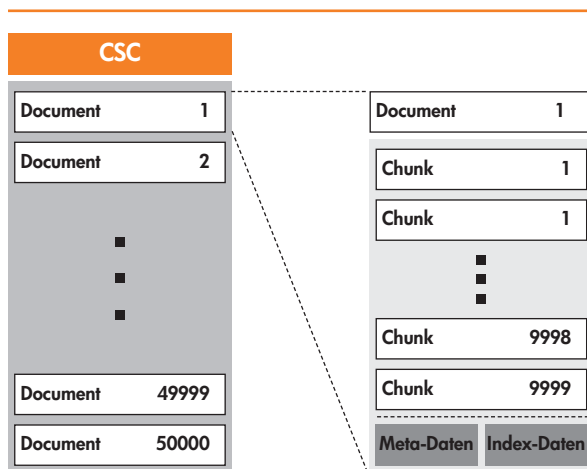 CSC
Document 1
Document 2
Document 49999
Document 50000
Document 1
Chunk 1
Chunk 1
Chunk 9998
Chunk 9999
Meta-Daten Index-Daten